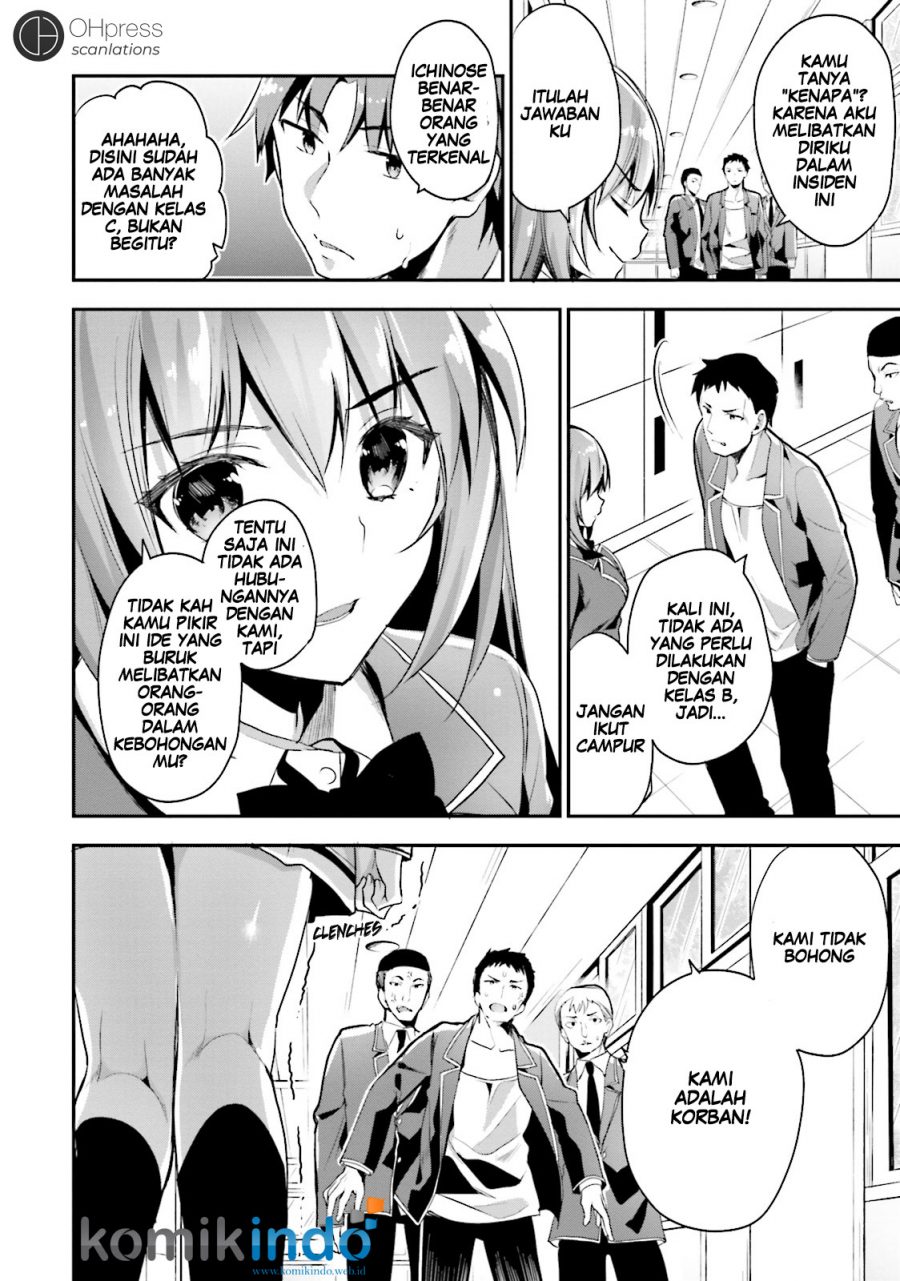 OHpress
scanlations
KAMU
TANYA
"KENAPA"?
KARENA AKU
MELIBATKAN
DIRIKU
DALAM
INSIDEN
INI
ITULAH
JAWABAN
KU
ICHINOSE
BENAR-
BENAR
ORANG
YANG
TERKENAL
AHAHAHA,
DISINI SUDAH
ADA BANYAK
MASALAH
DENGAN KELAS
C, BUKAN
BEGITU?
KALI INI,
TIDAK ADA
YANG PERLU
DILAKUKAN
DENGAN
KELAS B,
JADI...
JANGAN
IKUT
CAMPUR
TENTU
SAJA INI
TIDAK ADA
HUBU-
NGANNYA
DENGAN
KAMI,
TAPI
TIDAK KAH
KAMU PIKIR
INI IDE YANG
BURUK
MELIBATKAN
ORANG-
ORANG
DALAM
KEBOHONGAN
MU?
KAMI TIDAK
BOHONG
KAMI
ADALAH
KORBAN!
CLENCHES
komikindo
www.komikindo.web.id